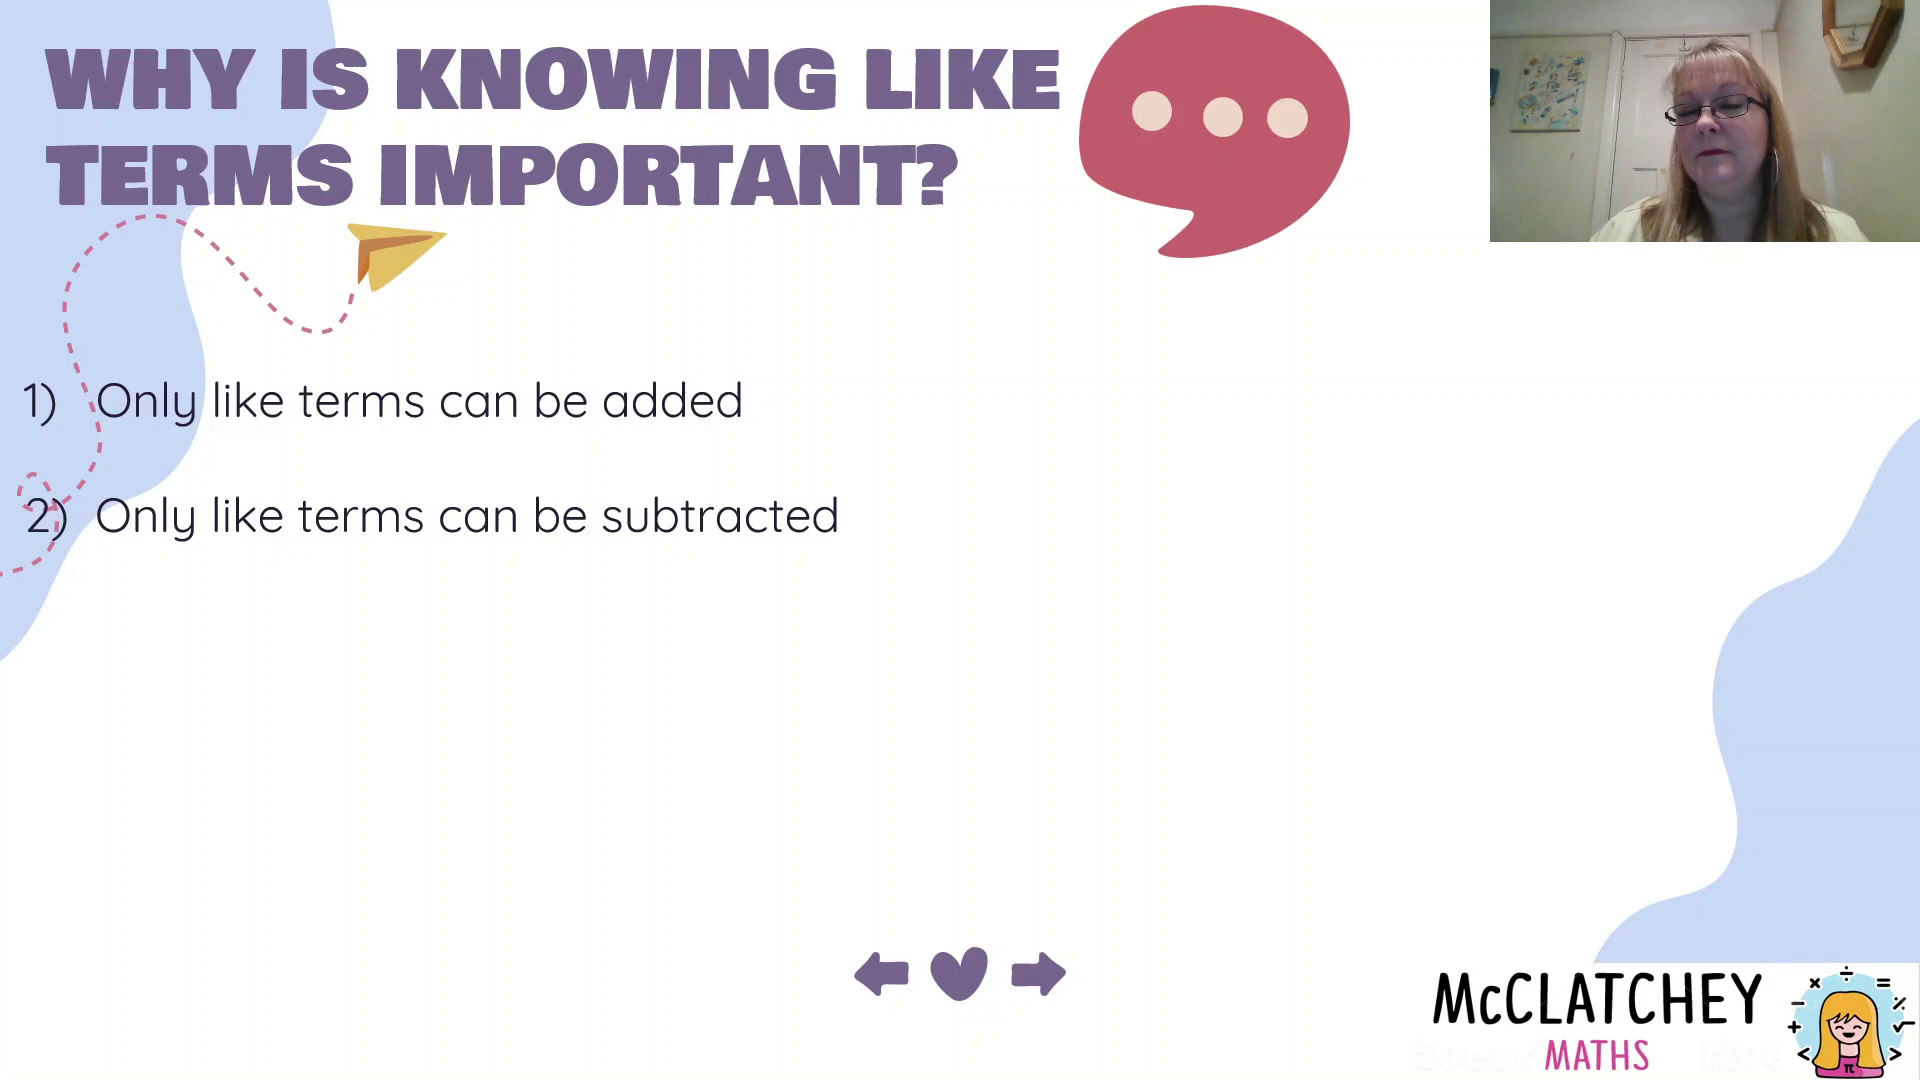 WHY IS KNOWING LIKE
TERMS IMPORTANT?
1) Only like terms can be added
2) Only like terms can be subtracted
McCLATCHEY
MATHS